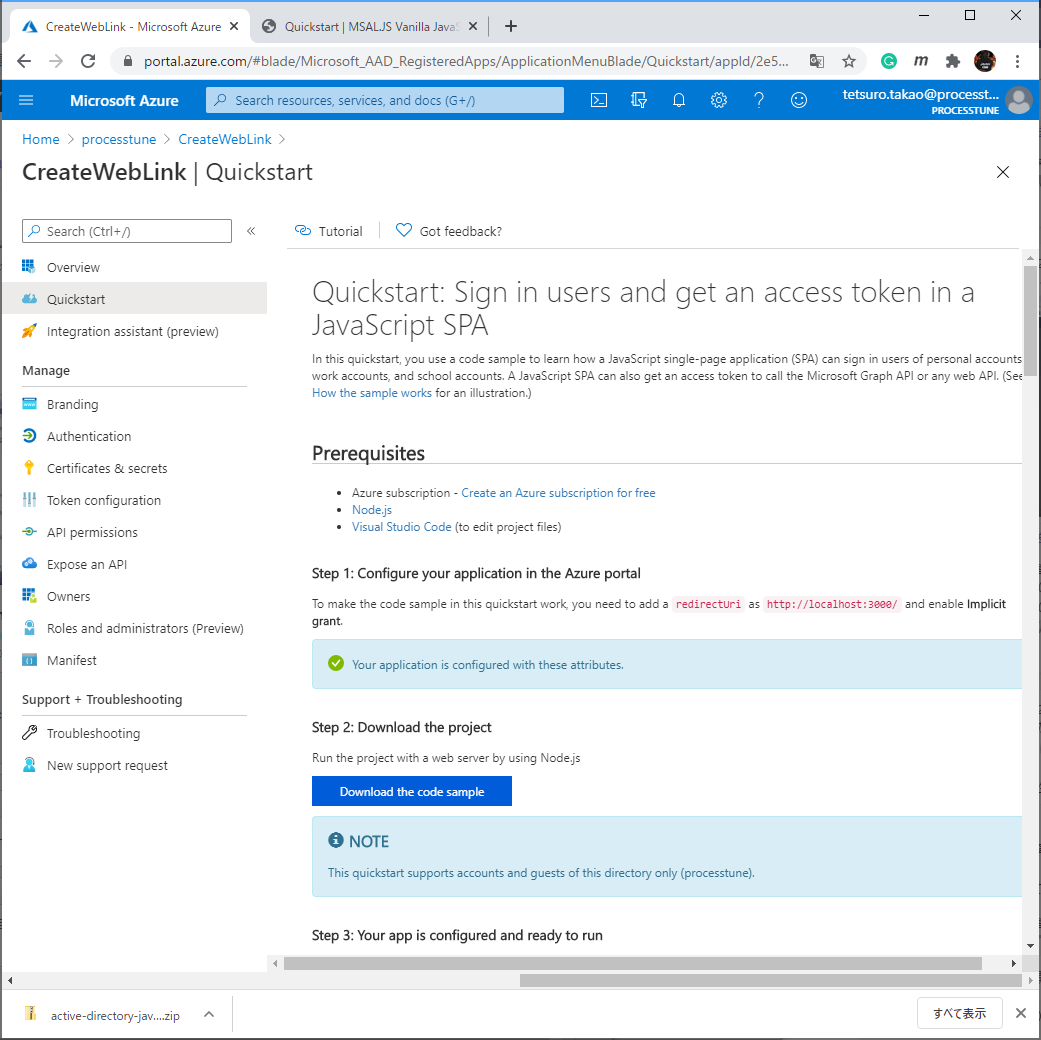 CreateWebLink - Microsoft Azure
Quickstart | MSAL.JS Vanilla JavaS
portal.azure.com/#blade/Microsoft_AAD_RegisteredApps/ApplicationMenuBlade/Quickstart/appId/2e5...
m
Microsoft Azure
Search resources, services, and docs (G+/)
tetsuro.takao@processt...
PROCESSTUNE
Home > processtune > CreateWebLink >
CreateWebLink | Quickstart
Search (Ctrl+/)
«
Tutorial
Got feedback?
Overview
Quickstart
Integration assistant (preview)
Manage
Branding
Authentication
Certificates & secrets
Token configuration
API permissions
Expose an API
Owners
Roles and administrators (Preview)
Manifest
Support + Troubleshooting
Troubleshooting
New support request
Quickstart: Sign in users and get an access token in a
JavaScript SPA
In this quickstart, you use a code sample to learn how a JavaScript single-page application (SPA) can sign in users of personal accounts
work accounts, and school accounts. A JavaScript SPA can also get an access token to call the Microsoft Graph API or any web API. (See
How the sample works for an illustration.)
Prerequisites
• Azure subscription - Create an Azure subscription for free
• Node.js
• Visual Studio Code (to edit project files)
Step 1: Configure your application in the Azure portal
To make the code sample in this quickstart work, you need to add a redirectUri as http://localhost:3000/ and enable Implicit
grant.
Your application is configured with these attributes.
Step 2: Download the project
Run the project with a web server by using Node.js
Download the code sample
NOTE
This quickstart supports accounts and guests of this directory only (processtune).
Step 3: Your app is configured and ready to run
active-directory-jav....zip
すべて表示